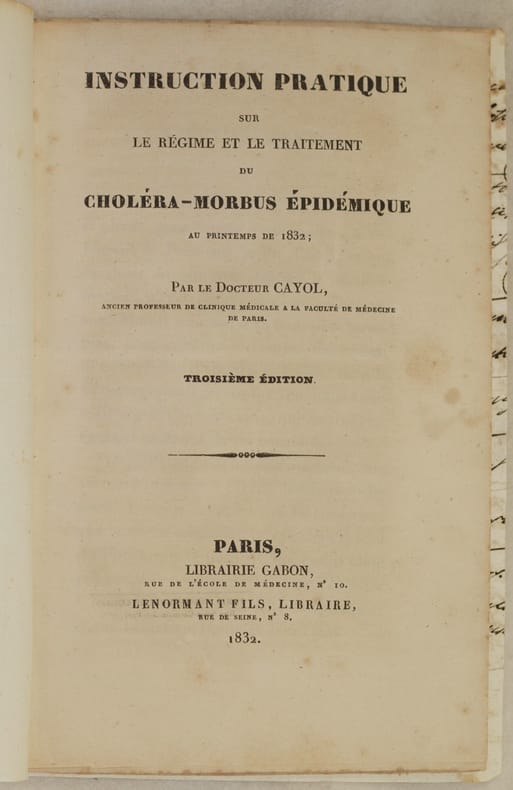 INSTRUCTION PRATIQUE
SUR
LE RÉGIME ET LE TRAITEMENT
DU
CHOLÉRA-MORBUS ÉPIDÉMIQUE
AU PRINTEMPS DE 1832;
PAR LE DOCTEUR CAYOL,
ANCIEN PROFESSEUR DE CLINIQUE MÉDICALE A LA FACULTÉ DE MÉDECINE
DE PARIS.
TROISIÈME ÉDITION.
PARIS,
LIBRAIRIE GABON,
RUE DE L'ÉCOLE DE MÉDECINE, N° 10.
LENORMANT FILS, LIBRAIRE,
RUE DE SEINE, N° 8.
1832.